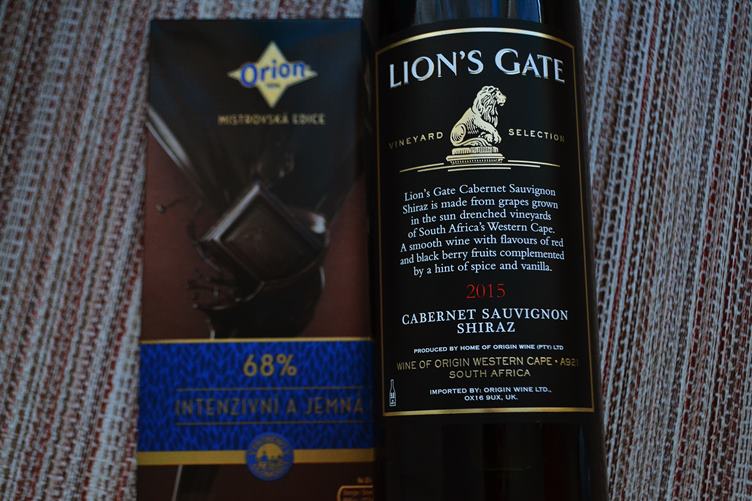 Orion
MISTROVSKÁ EDICE
68%
INTENZIVNÍ A JEMNÁ
LION'S GATE
VINEYARD SELECTION
Lion's Gate Cabernet Sauvignon
Shiraz is made from grapes grown
in the sun drenched vineyards
of South Africa's Western Cape.
A smooth wine with flavours of red
and black berry fruits complemented
by a hint of spice and vanilla.
2015
CABERNET SAUVIGNON
SHIRAZ
PRODUCED BY HOME OF ORIGIN WINE (PTY) LTD
WINE OF ORIGIN WESTERN CAPE • A921
SOUTH AFRICA
IMPORTED BY: ORIGIN WINE LTD.,
OX16 9UX, UK.